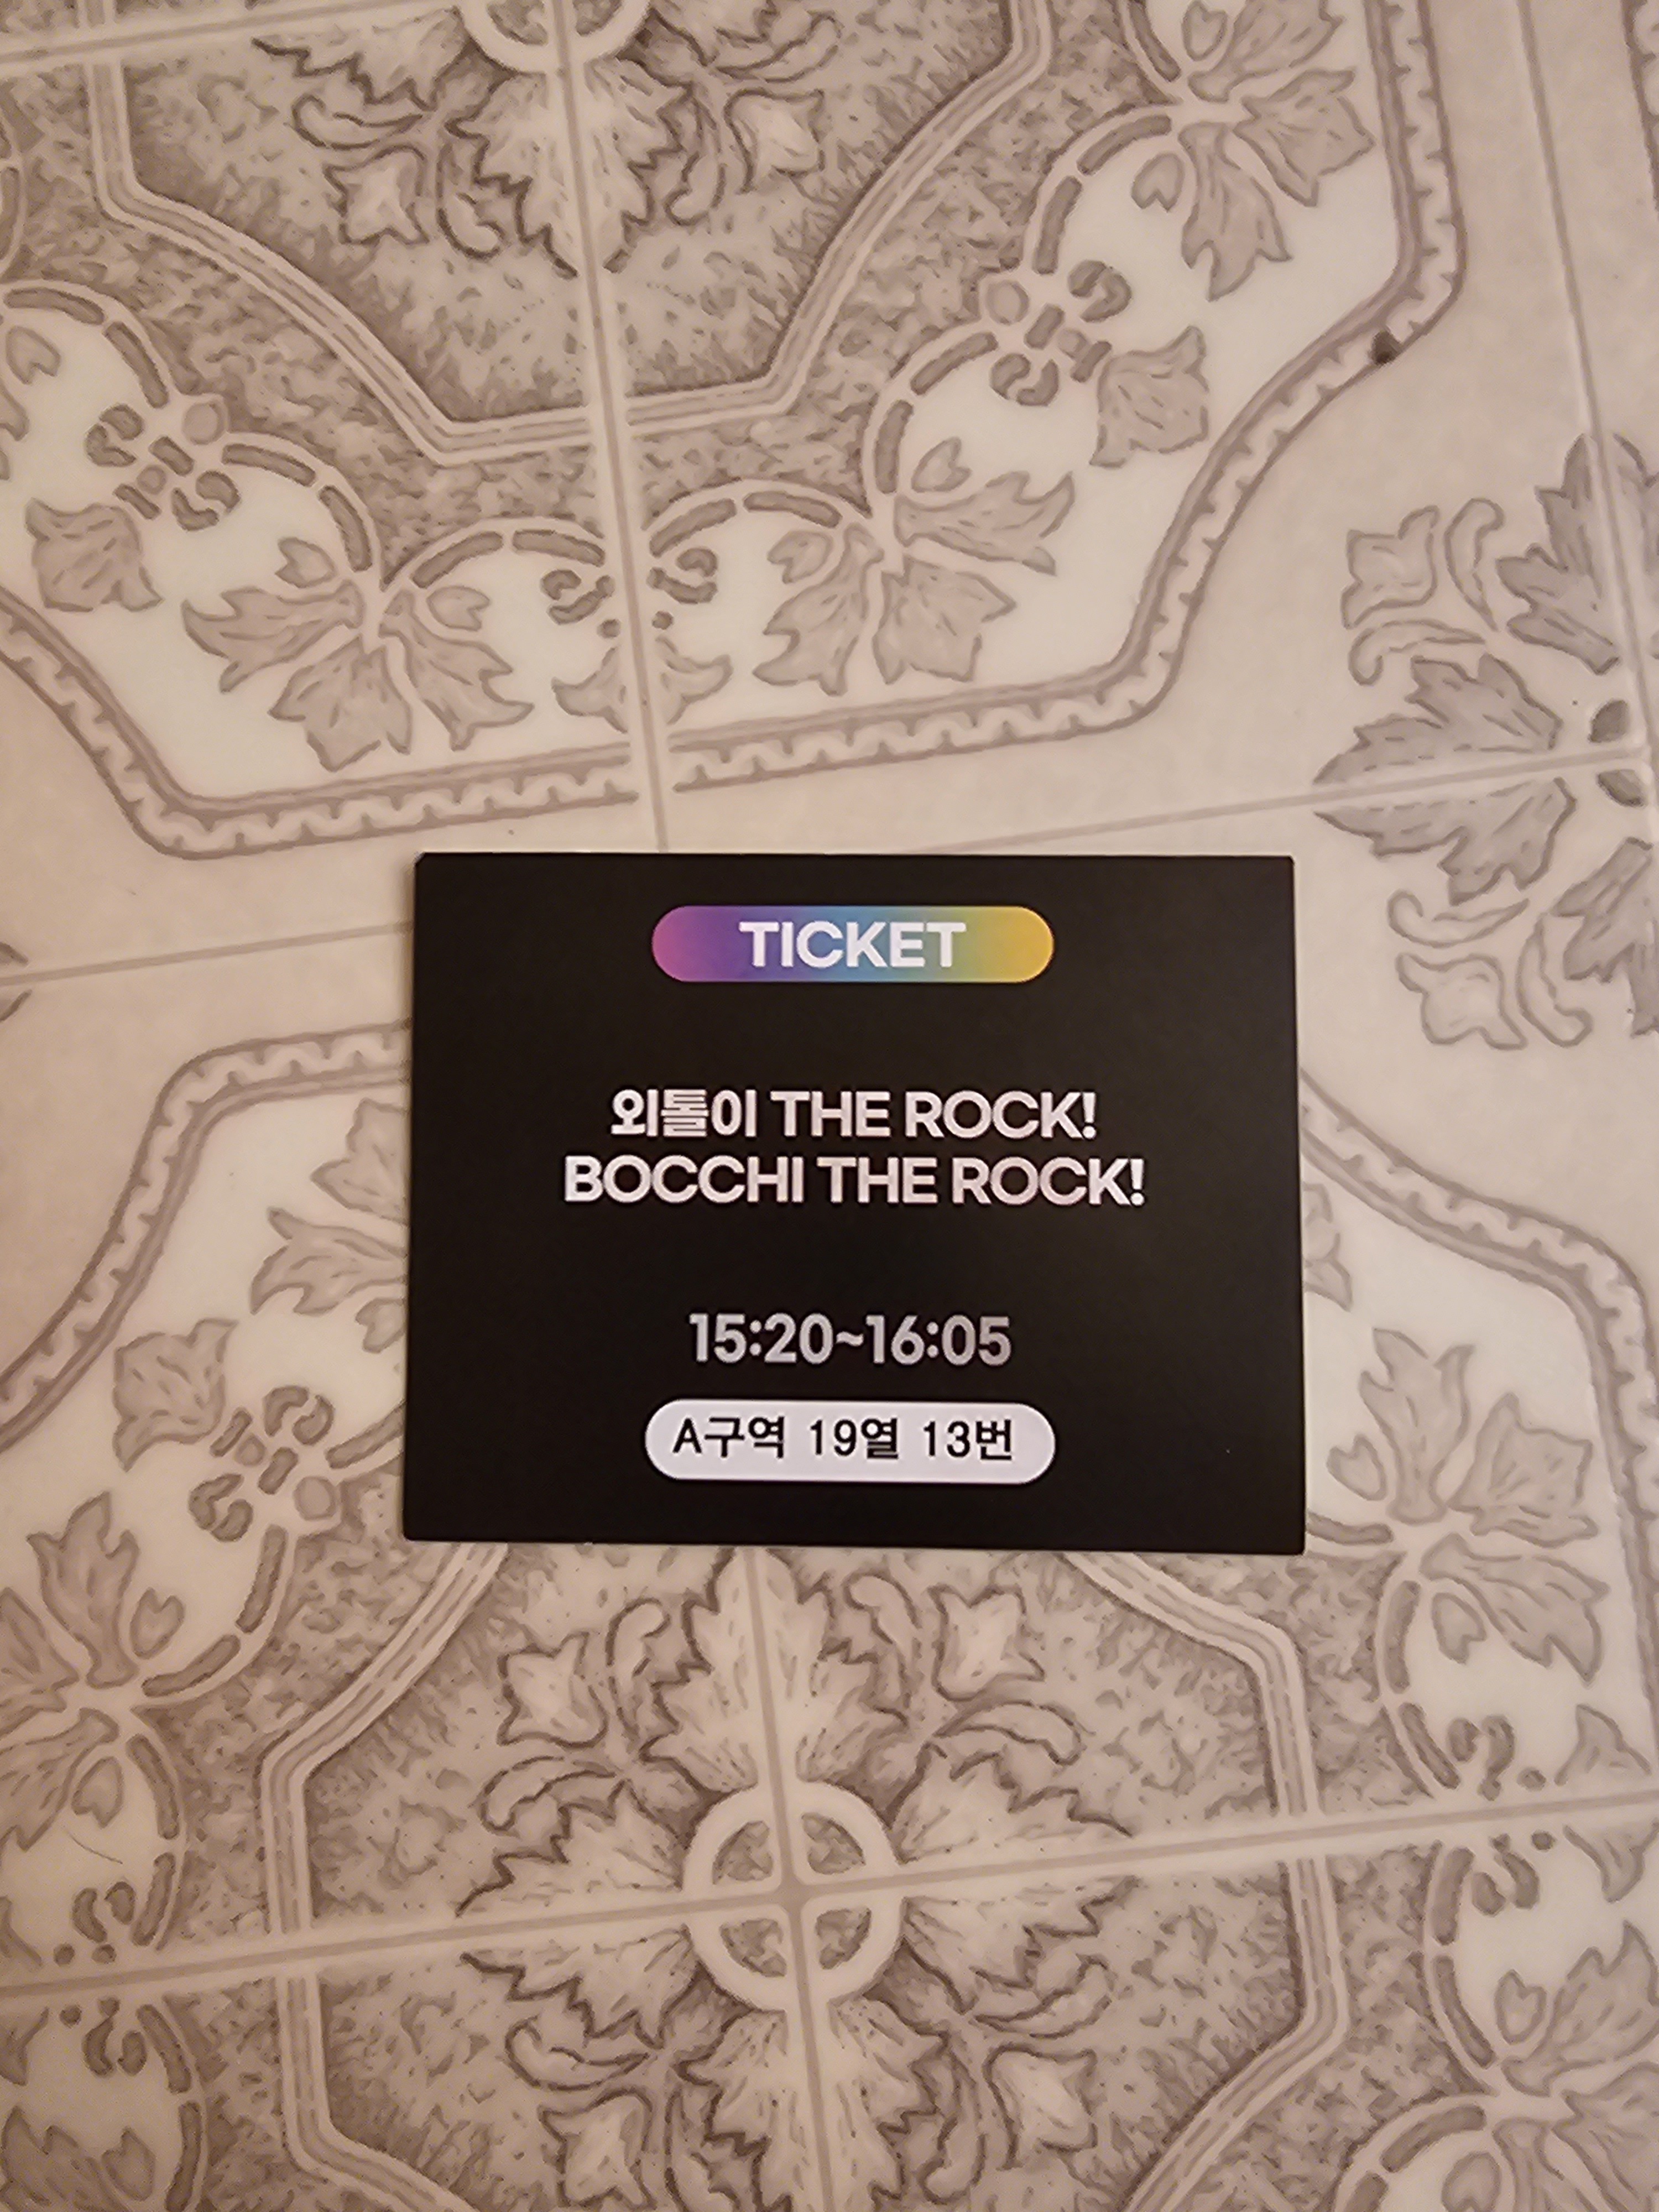 TICKET
외톨이 THE ROCK!
BOCCHI THE ROCK!
15:20~16:05
A구역 19열 13번